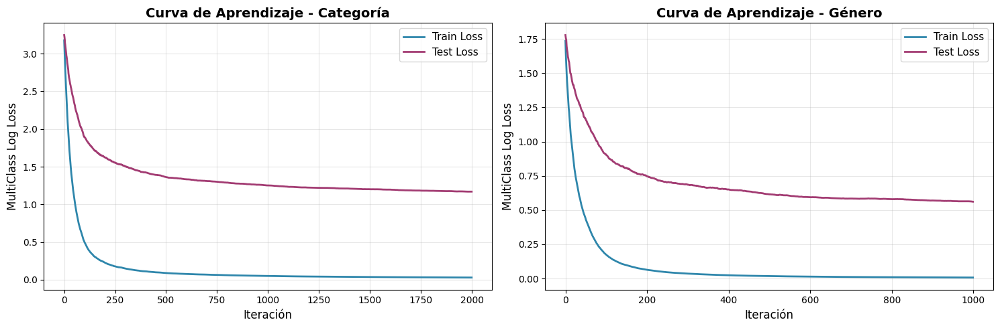 Curva de Aprendizaje - Categoría
Train Loss
Test Loss
MultiClass Log Loss
3.0
2.5
2.0
1.5
1.0
0.5
0.0
0 250 500 750 1000 1250 1500 1750 2000
Iteración
Curva de Aprendizaje - Género
Train Loss
Test Loss
MultiClass Log Loss
1.75
1.50
1.25
1.00
0.75
0.50
0.25
0.00
0 200 400 600 800 1000
Iteración